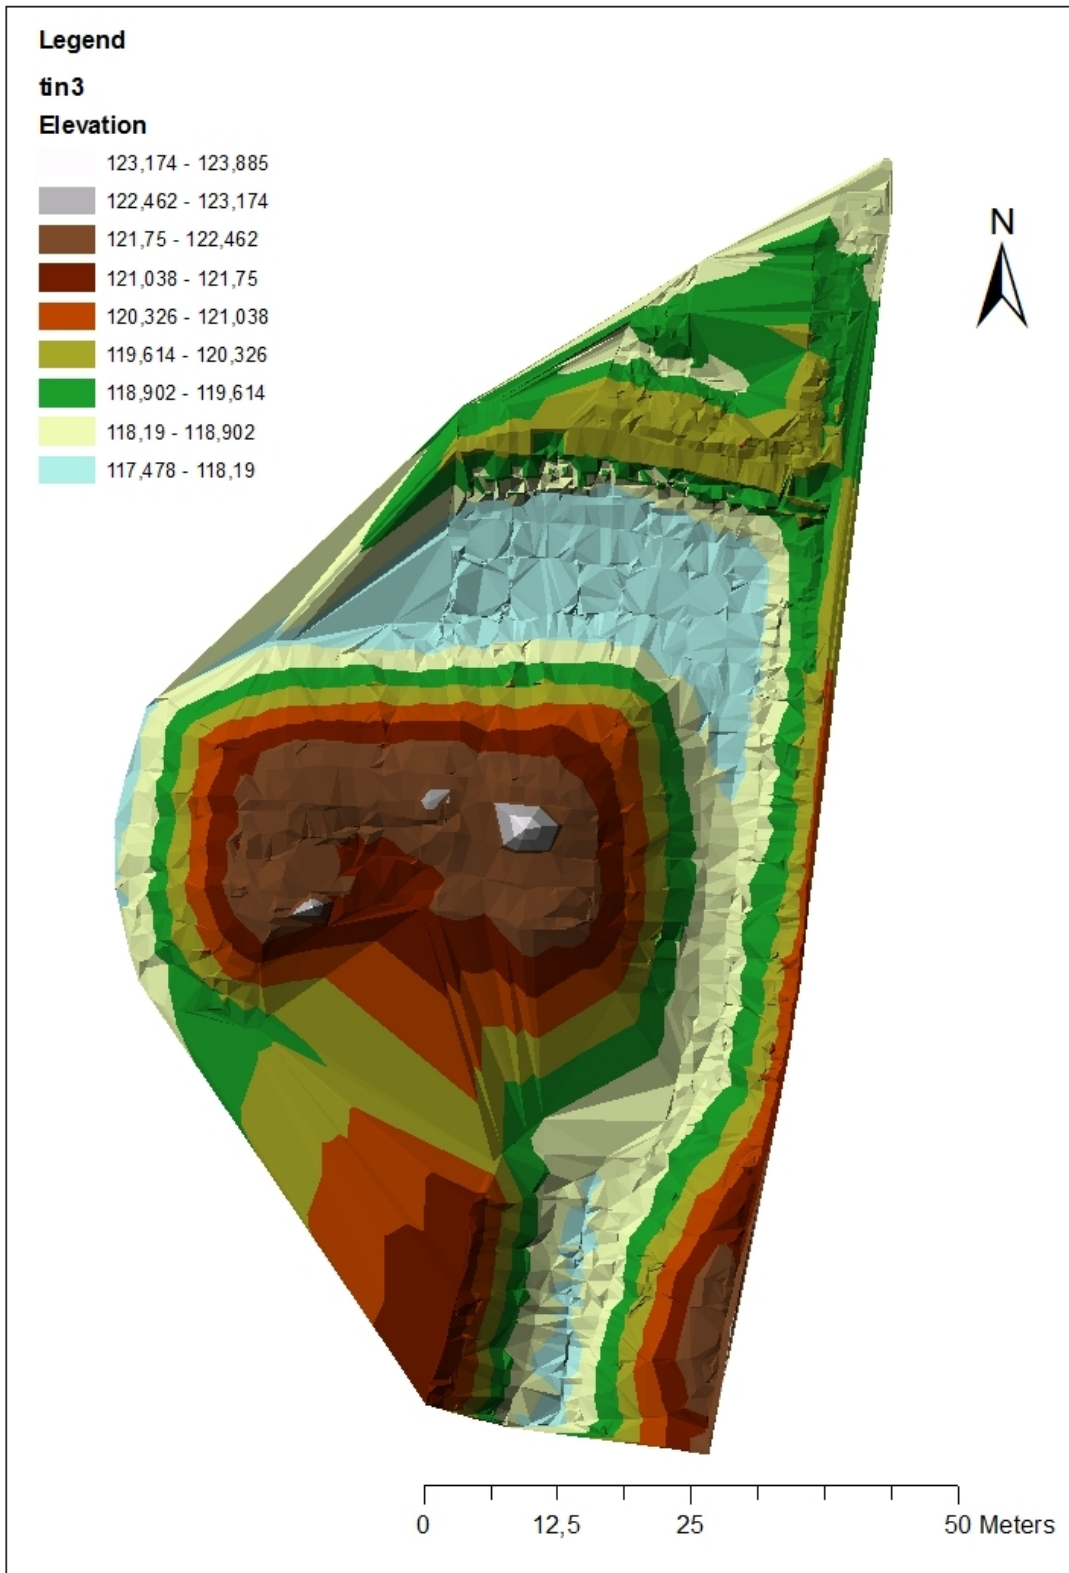 Legend
tin3
Elevation
123,174 - 123,885
122,462 - 123,174
121,75 - 122,462
121,038 - 121,75
120,326 - 121,038
119,614 - 120,326
118,902 - 119,614
118,19 - 118,902
117,478 - 118,19
N
0 12,5 25 50 Meters